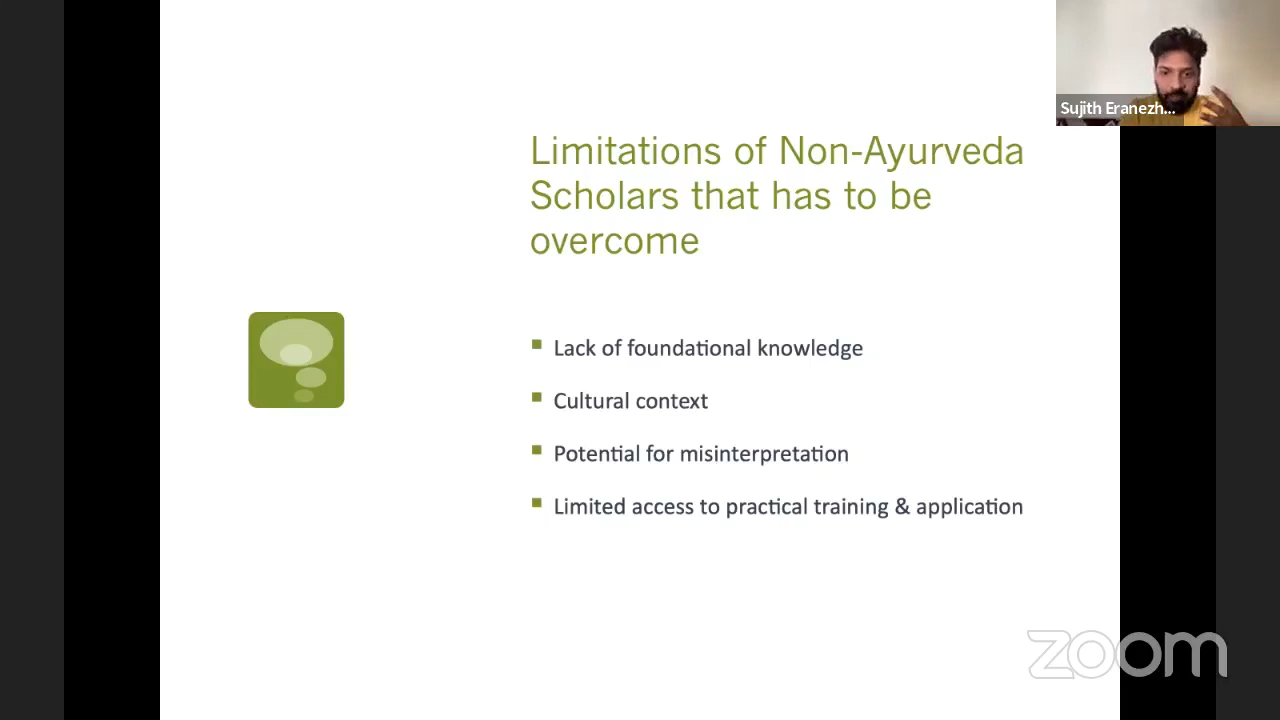 Sujith Eranezh...
Limitations of Non-Ayurveda
Scholars that has to be
overcome
Lack of foundational knowledge
Cultural context
Potential for misinterpretation
Limited access to practical training & application
zoom